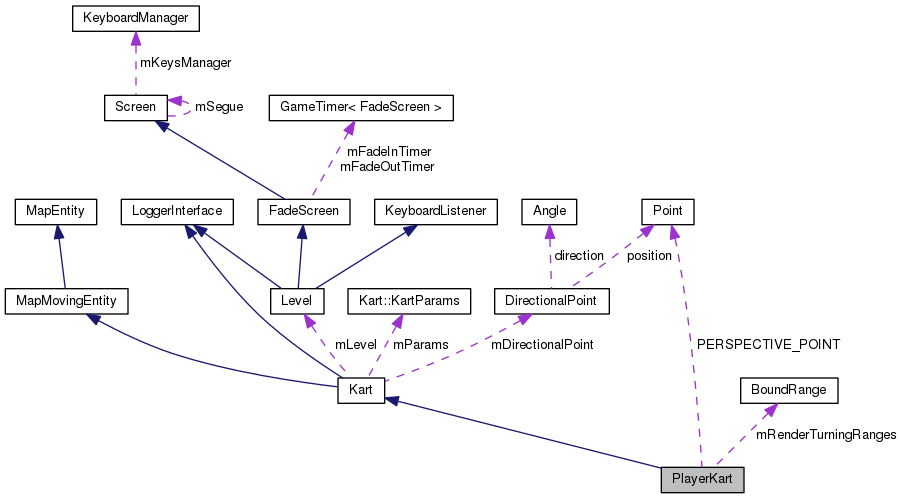 KeyboardManager
mKeysManager
Screen
mSegue
GameTimer< FadeScreen >
mFadeInTimer
mFadeOutTimer
MapEntity
LoggerInterface
FadeScreen
KeyboardListener
Angle
Point
direction
position
MapMovingEntity
Level
Kart::KartParams
DirectionalPoint
mLevel
mParams
mDirectionalPoint
PERSPECTIVE_POINT
Kart
BoundRange
mRenderTurningRanges
PlayerKart